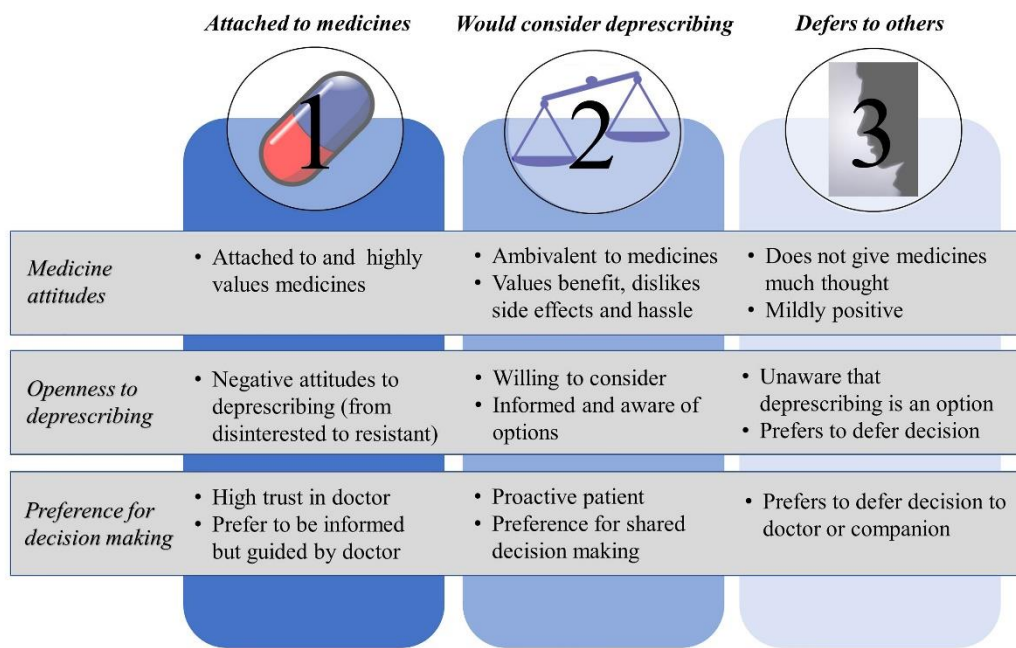 Attached to medicines
Would consider deprescribing
Defers to others
1
2
3
Medicine
attitudes
• Attached to and highly
values medicines
• Ambivalent to medicines
• Values benefit, dislikes
side effects and hassle
• Does not give medicines
much thought
• Mildly positive
Openness to
deprescribing
• Negative attitudes to
deprescribing (from
disinterested to resistant)
• Willing to consider
• Informed and aware of
options
• Unaware that
deprescribing is an option
• Prefers to defer decision
Preference for
decision making
• High trust in doctor
• Prefer to be informed
but guided by doctor
• Proactive patient
• Preference for shared
decision making
• Prefers to defer decision to
doctor or companion